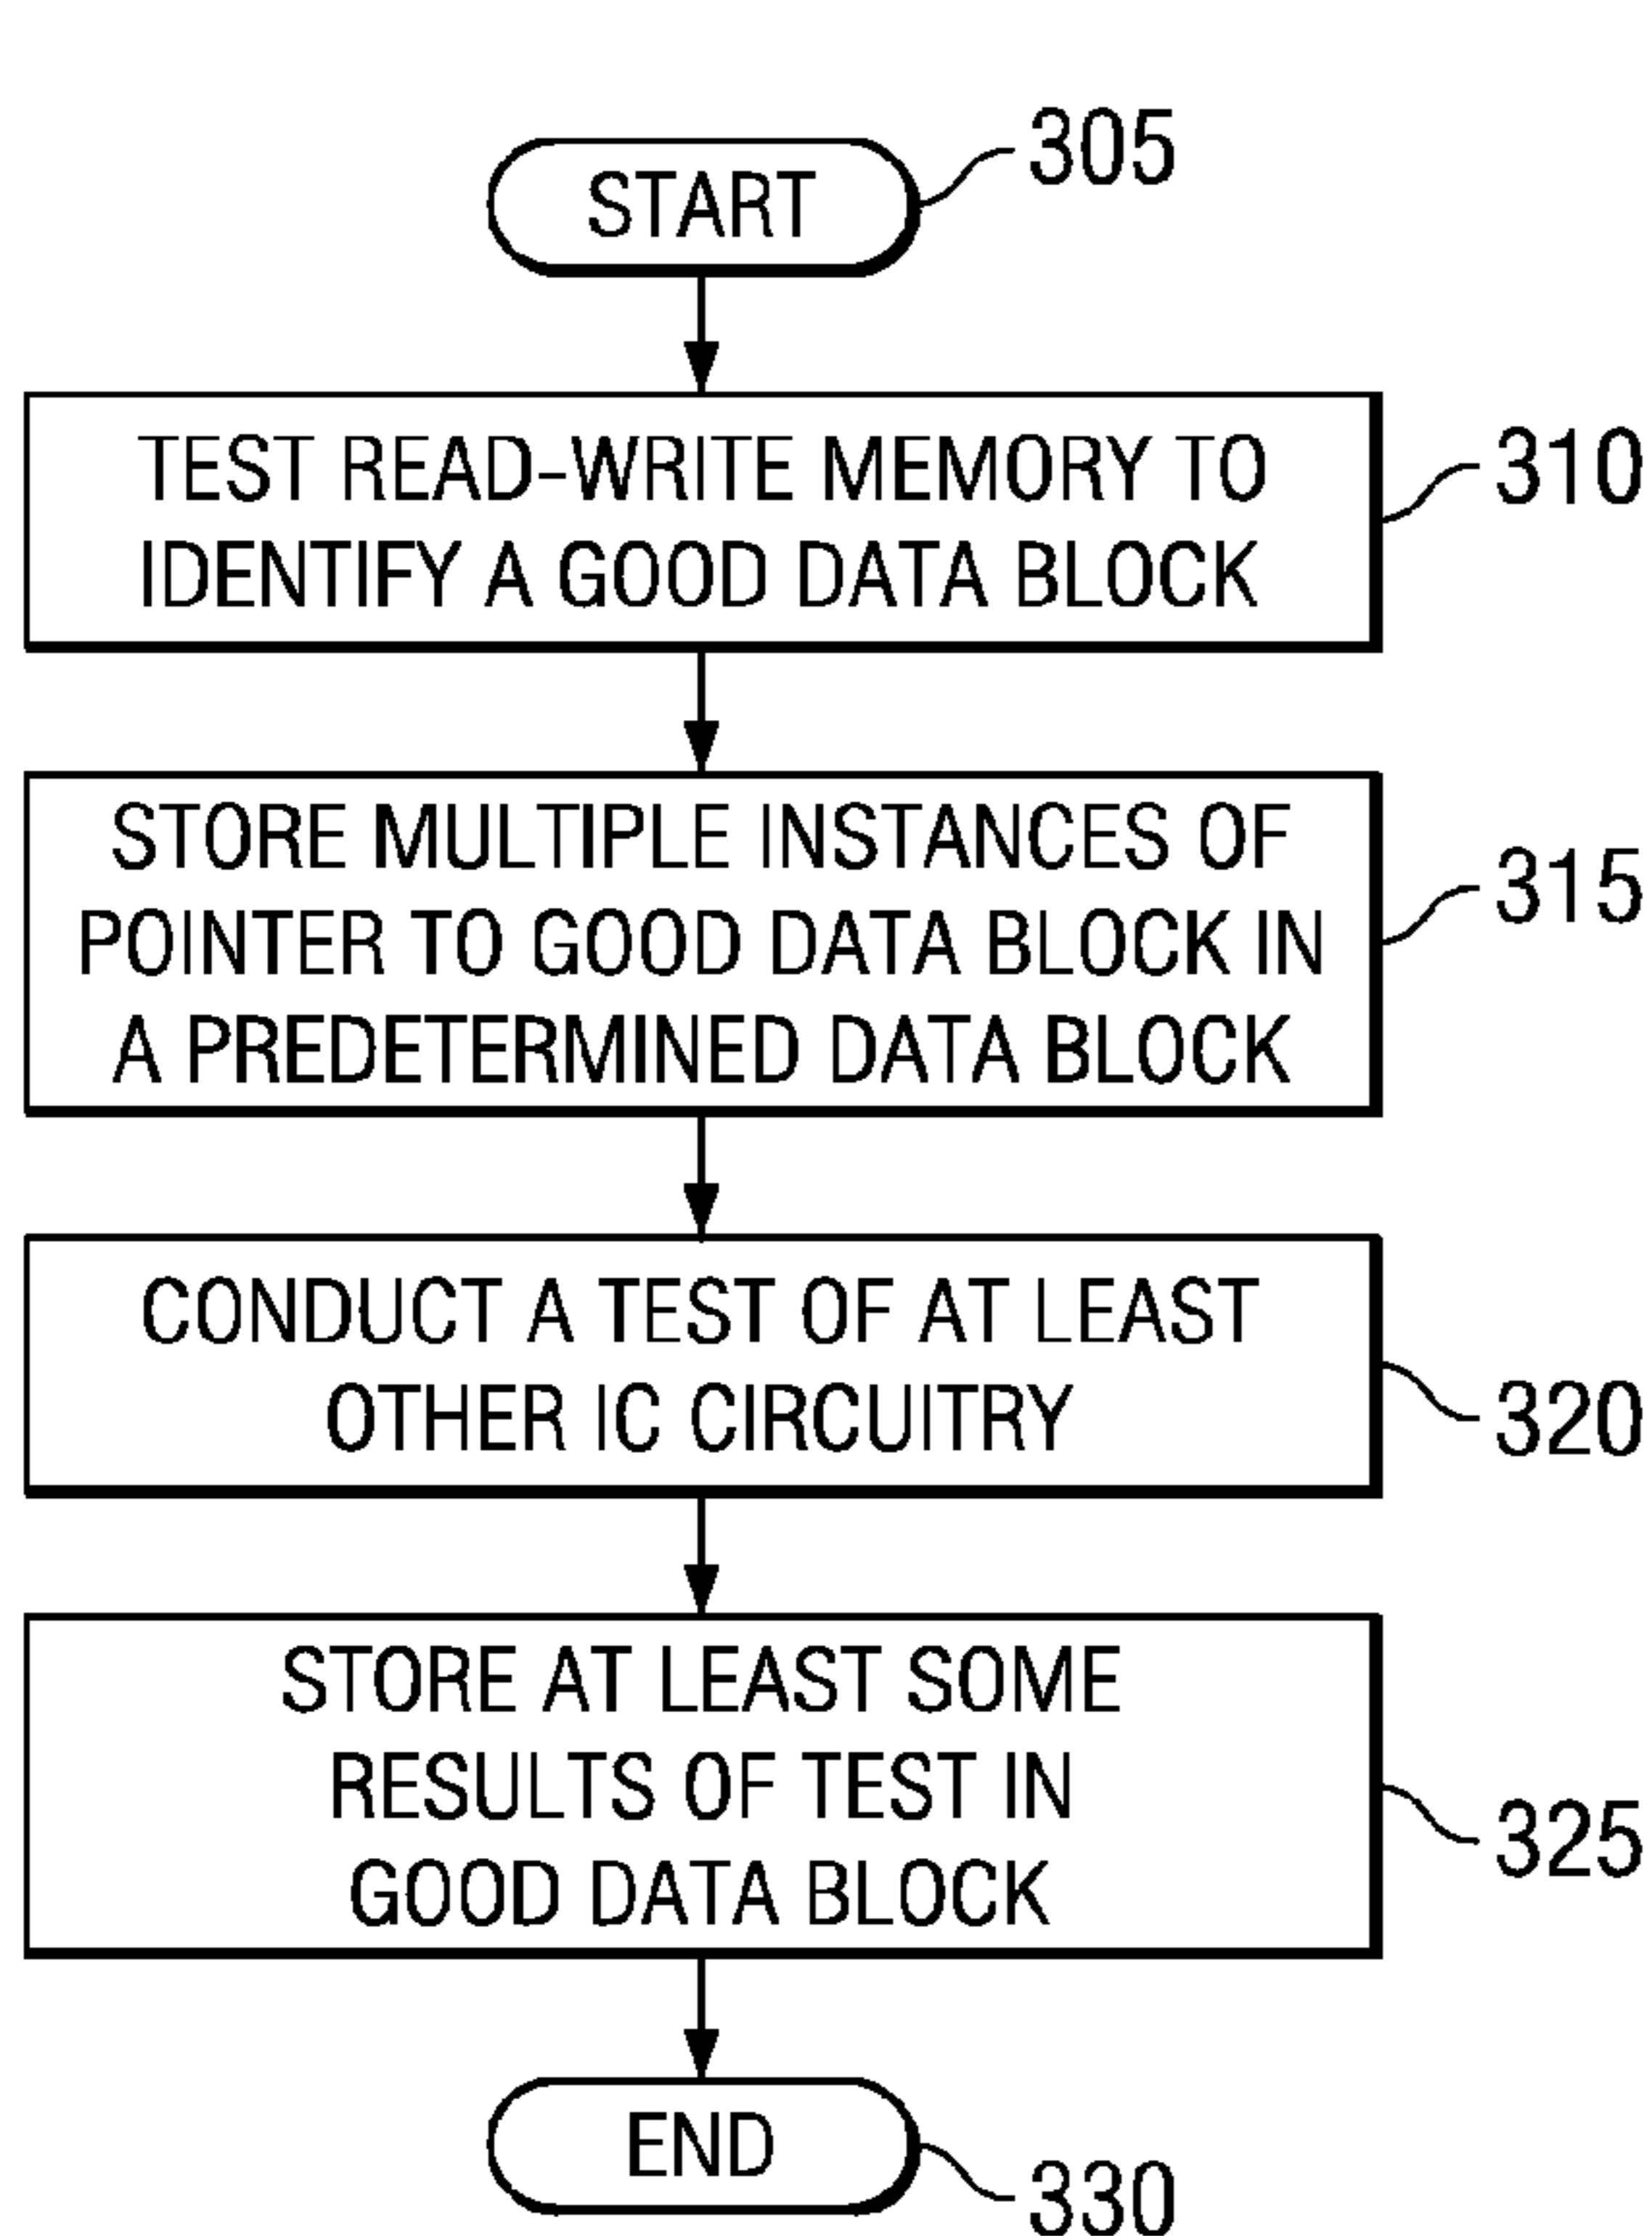 START
305
TEST READ-WRITE MEMORY TO
IDENTIFY A GOOD DATA BLOCK
310
STORE MULTIPLE INSTANCES OF
POINTER TO GOOD DATA BLOCK IN
A PREDETERMINED DATA BLOCK
315
CONDUCT A TEST OF AT LEAST
OTHER IC CIRCUITRY
320
STORE AT LEAST SOME
RESULTS OF TEST IN
GOOD DATA BLOCK
325
END
330